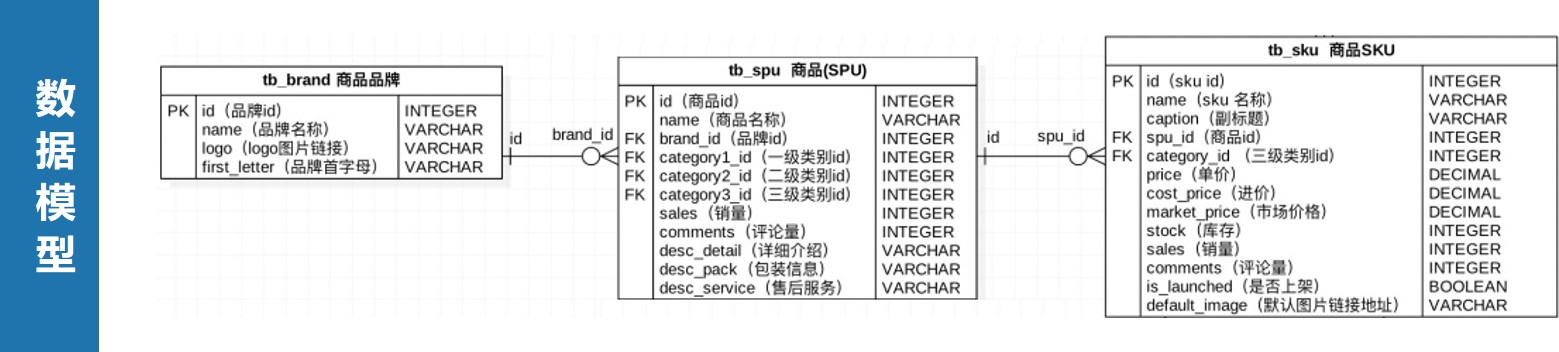 数据模型
tb_brand 商品品牌
PK id（品牌id） INTEGER
name（品牌名称） VARCHAR
logo（logo图片链接） VARCHAR
first_letter（品牌首字母） VARCHAR
id
brand_id
tb_spu 商品(SPU)
PK id（商品id） INTEGER
name（商品名称） VARCHAR
FK brand_id（品牌id） INTEGER
FK category1_id（一级类别id） INTEGER
FK category2_id（二级类别id） INTEGER
FK category3_id（三级类别id） INTEGER
sales（销量） INTEGER
comments（评论量） INTEGER
desc_detail（详细介绍） VARCHAR
desc_pack（包装信息） VARCHAR
desc_service（售后服务） VARCHAR
id
spu_id
tb_sku 商品SKU
PK id（sku id） INTEGER
name（sku 名称） VARCHAR
caption（副标题） VARCHAR
FK spu_id（商品id） INTEGER
FK category_id （三级类别id） INTEGER
price（单价） DECIMAL
cost_price（进价） DECIMAL
market_price（市场价格） DECIMAL
stock（库存） INTEGER
sales（销量） INTEGER
comments（评论量） INTEGER
is_launched（是否上架） BOOLEAN
default_image（默认图片链接地址） VARCHAR